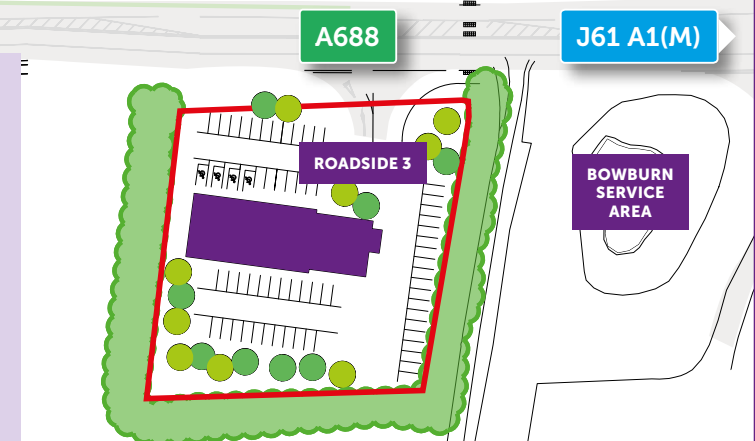 A688
J61 A1(M)
ROADSIDE 3
BOWBURN
SERVICE
AREA